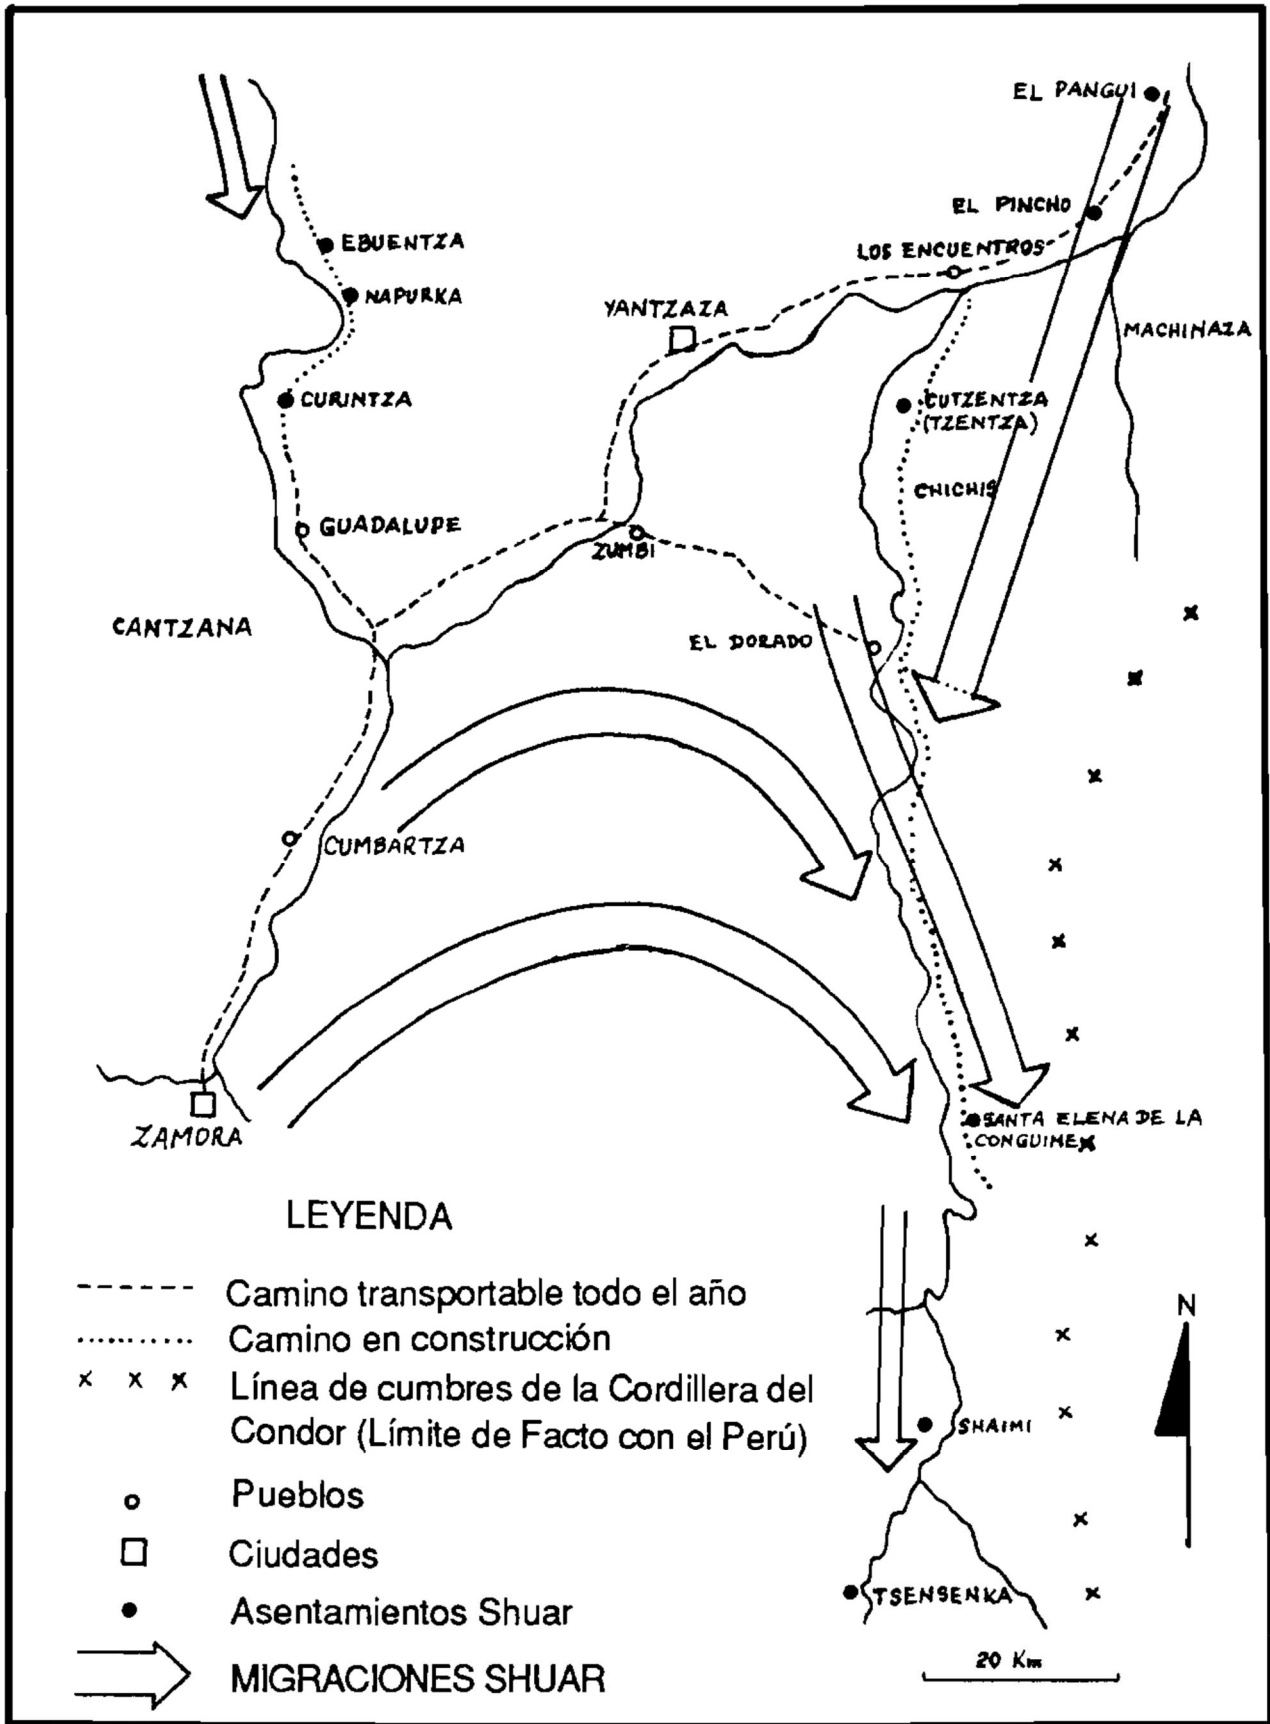 EL PANGUI
EL PINCHO
EBUENTZA
LOS ENCUENTROS
NAPURKA
YANTZAZA
MACHINAZA
CURINTZA
CUTZENTZA
(TZENTZA)
CHICHIS
GUADALUPE
ZUMBI
CANTZANA
EL DORADO
CUMBARTZA
ZAMORA
SANTA ELENA DE LA
CONGUIME
LEYENDA
Camino transportable todo el año
Camino en construcción
Línea de cumbres de la Cordillera del
Condor (Límite de Facto con el Perú)
Pueblos
Ciudades
Asentamientos Shuar
MIGRACIONES SHUAR
N
SHAIMI
TSENSENKA
20 Km